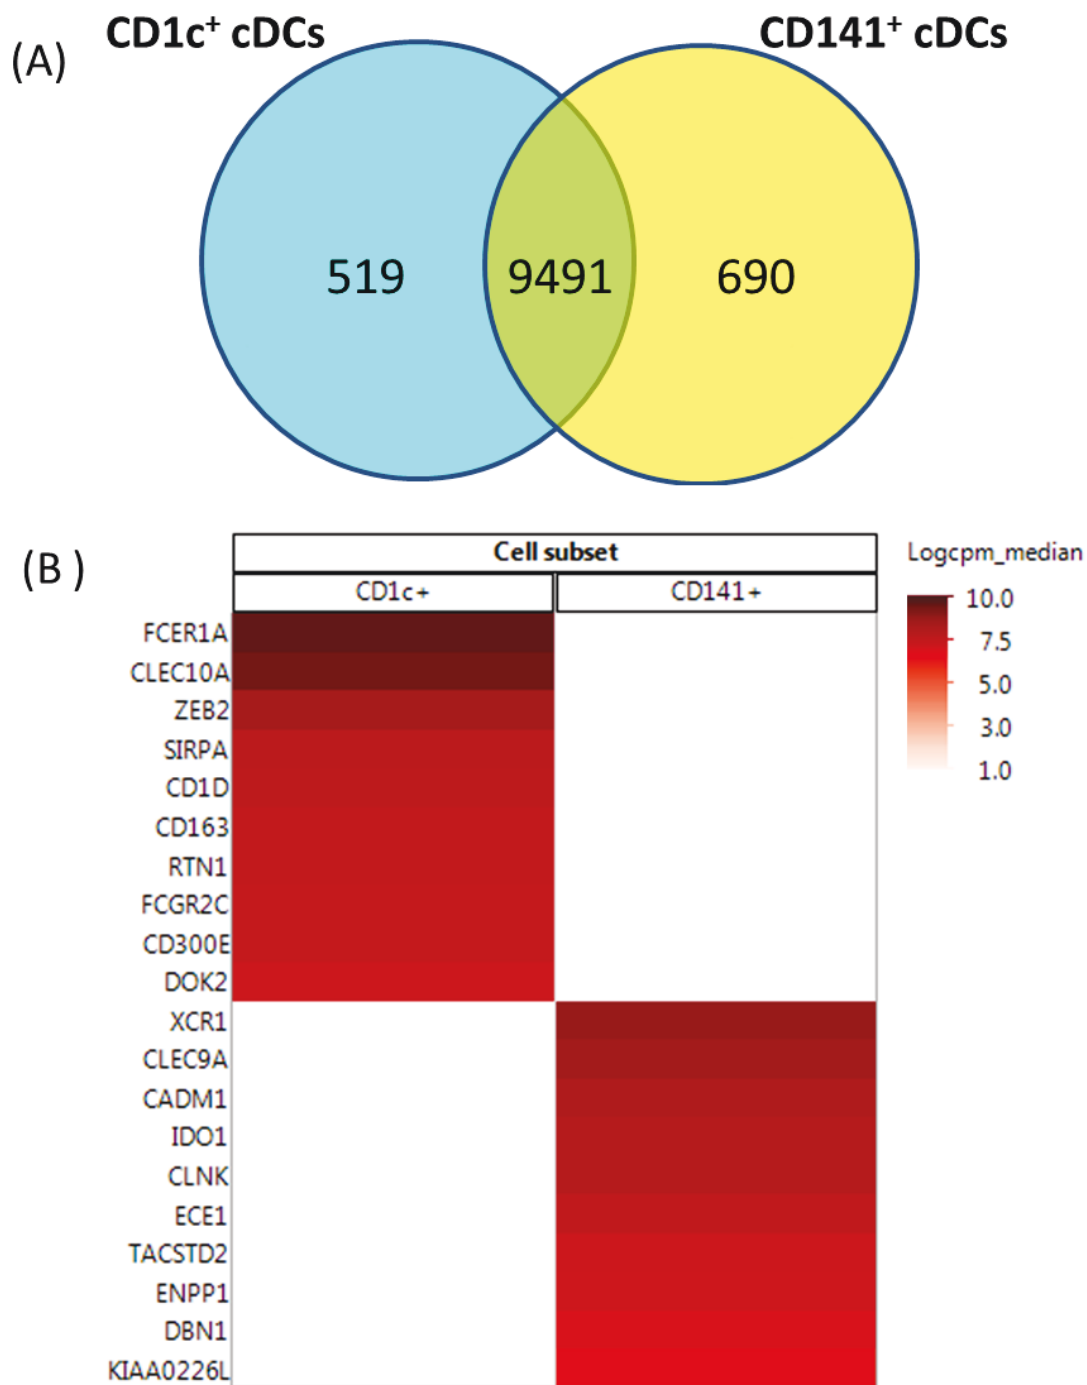 (A)
CD1c⁺ cDCs
CD141⁺ cDCs
519
9491
690
(B )
Cell subset
CD1c+
CD141+
FCER1A
CLEC10A
ZEB2
SIRPA
CD1D
CD163
RTN1
FCGR2C
CD300E
DOK2
XCR1
CLEC9A
CADM1
IDO1
CLNK
ECE1
TACSTD2
ENPP1
DBN1
KIAA0226L
Logcpm_median
10.0
7.5
5.0
3.0
1.0